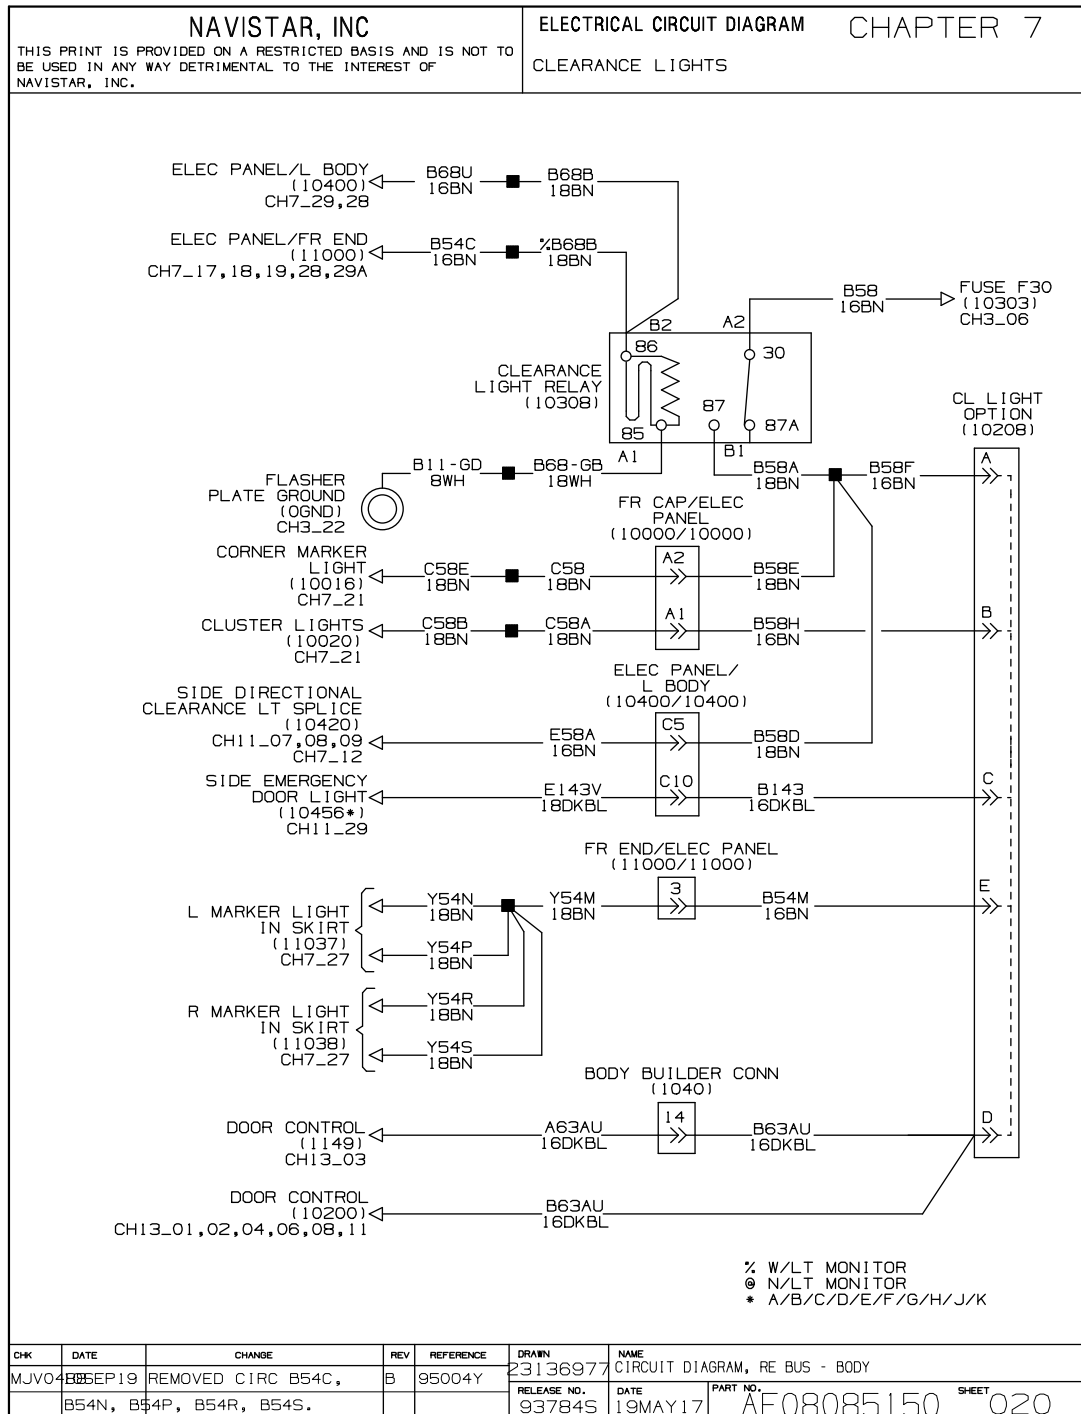 NAVISTAR, INC
THIS PRINT IS PROVIDED ON A RESTRICTED BASIS AND IS NOT TO
BE USED IN ANY WAY DETRIMENTAL TO THE INTEREST OF
NAVISTAR, INC.
ELECTRICAL CIRCUIT DIAGRAM
CHAPTER 7
CLEARANCE LIGHTS
ELEC PANEL/L BODY
(10400)
CH7_29,28
B68U
16BN
B68B
18BN
ELEC PANEL/FR END
(11000)
CH7_17,18,19,28,29A
B54C
16BN
%B68B
18BN
B58
16BN
FUSE F30
(10303)
CH3_06
B2
A2
86
30
CLEARANCE
LIGHT RELAY
(10308)
87
85
87A
A1
B1
CL LIGHT
OPTION
(10208)
FLASHER
PLATE GROUND
(0GND)
CH3_22
B11-GD
8WH
B68-GB
18WH
B58A
18BN
B58F
16BN
A
FR CAP/ELEC
PANEL
(10000/10000)
CORNER MARKER
LIGHT
(10016)
CH7_21
C58E
18BN
C58
18BN
A2
B58E
18BN
CLUSTER LIGHTS
(10020)
CH7_21
C58B
18BN
C58A
18BN
A1
B58H
16BN
B
ELEC PANEL/
L BODY
(10400/10400)
SIDE DIRECTIONAL
CLEARANCE LT SPLICE
(10420)
CH11_07,08,09
CH7_12
E58A
16BN
C5
B58D
18BN
SIDE EMERGENCY
DOOR LIGHT
(10456*)
CH11_29
E143V
18DKBL
C10
B143
16DKBL
C
FR END/ELEC PANEL
(11000/11000)
L MARKER LIGHT
IN SKIRT
(11037)
CH7_27
Y54N
18BN
Y54M
18BN
3
B54M
16BN
E
Y54P
18BN
R MARKER LIGHT
IN SKIRT
(11038)
CH7_27
Y54R
18BN
Y54S
18BN
BODY BUILDER CONN
(1040)
DOOR CONTROL
(1149)
CH13_03
A63AU
16DKBL
14
B63AU
16DKBL
D
DOOR CONTROL
(10200)
CH13_01,02,04,06,08,11
B63AU
16DKBL
% W/LT MONITOR
@ N/LT MONITOR
* A/B/C/D/E/F/G/H/J/K
CHK DATE CHANGE REV REFERENCE
05SEP19 REMOVED CIRC B54C, B 95004Y
B54N, B54P, B54R, B54S.
DRAWN
23136977
NAME
CIRCUIT DIAGRAM, RE BUS - BODY
RELEASE NO.
93784S
DATE
19MAY17
PART NO.
AF08085150
SHEET
020